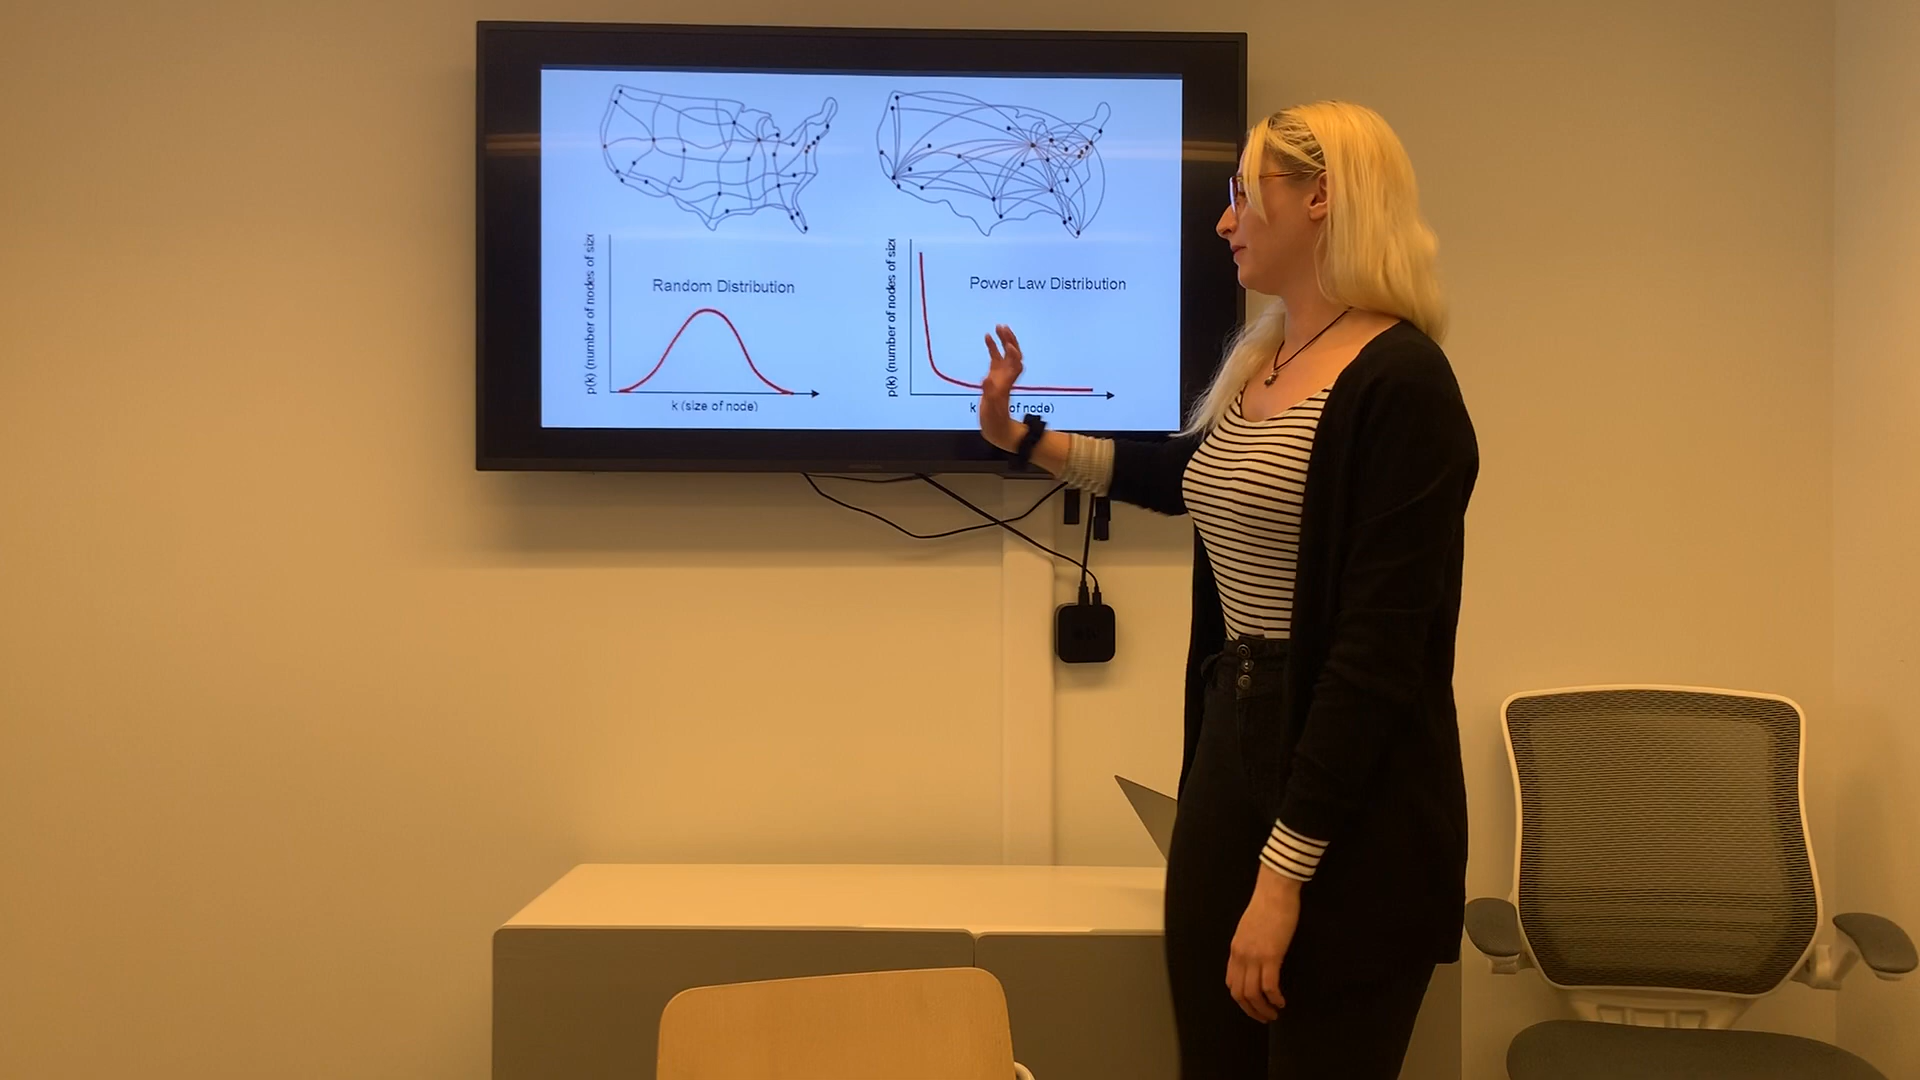 Random Distribution
p(k) (number of nodes of size
k (size of node)
Power Law Distribution
p(k) (number of nodes of size
k of node)